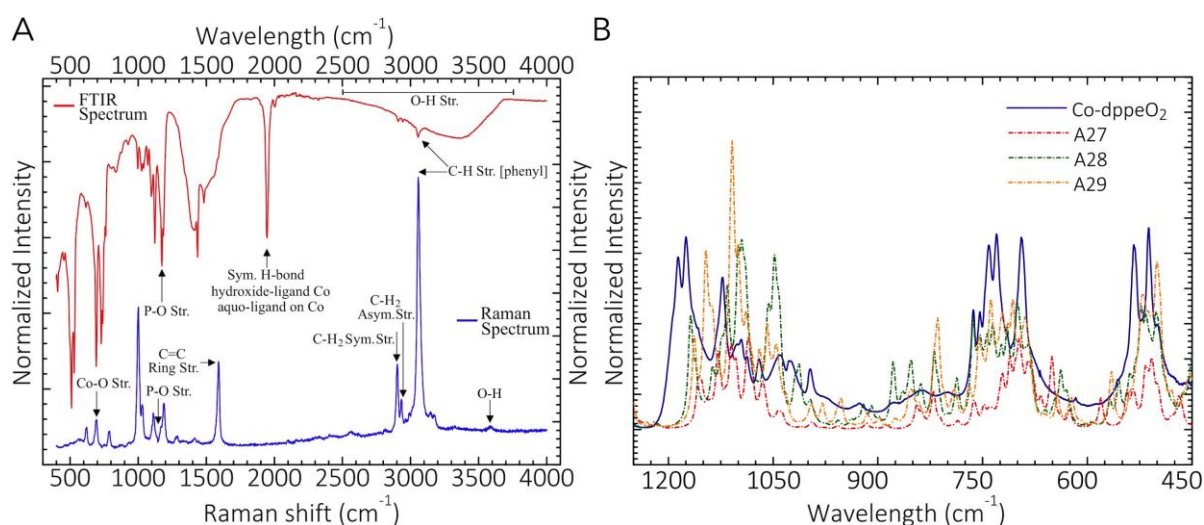 A
Wavelength (cm-1)
500 1000 1500 2000 2500 3000 3500 4000
FTIR
Spectrum
O-H Str.
C-H Str. [phenyl]
Sym. H-bond
hydroxide-ligand Co
aquo-ligand on Co
P-O Str.
Raman
Spectrum
C-H2
Asym.Str.
C-H2 Sym.Str.
C=C
Ring Str.
Co-O Str.
P-O Str.
O-H
500 1000 1500 2000 2500 3000 3500 4000
Raman shift (cm-1)
Normalized Intensity
Normalized Intensity
B
Co-dppeO2
A27
A28
A29
1200 1050 900 750 600 450
Wavelength (cm-1)